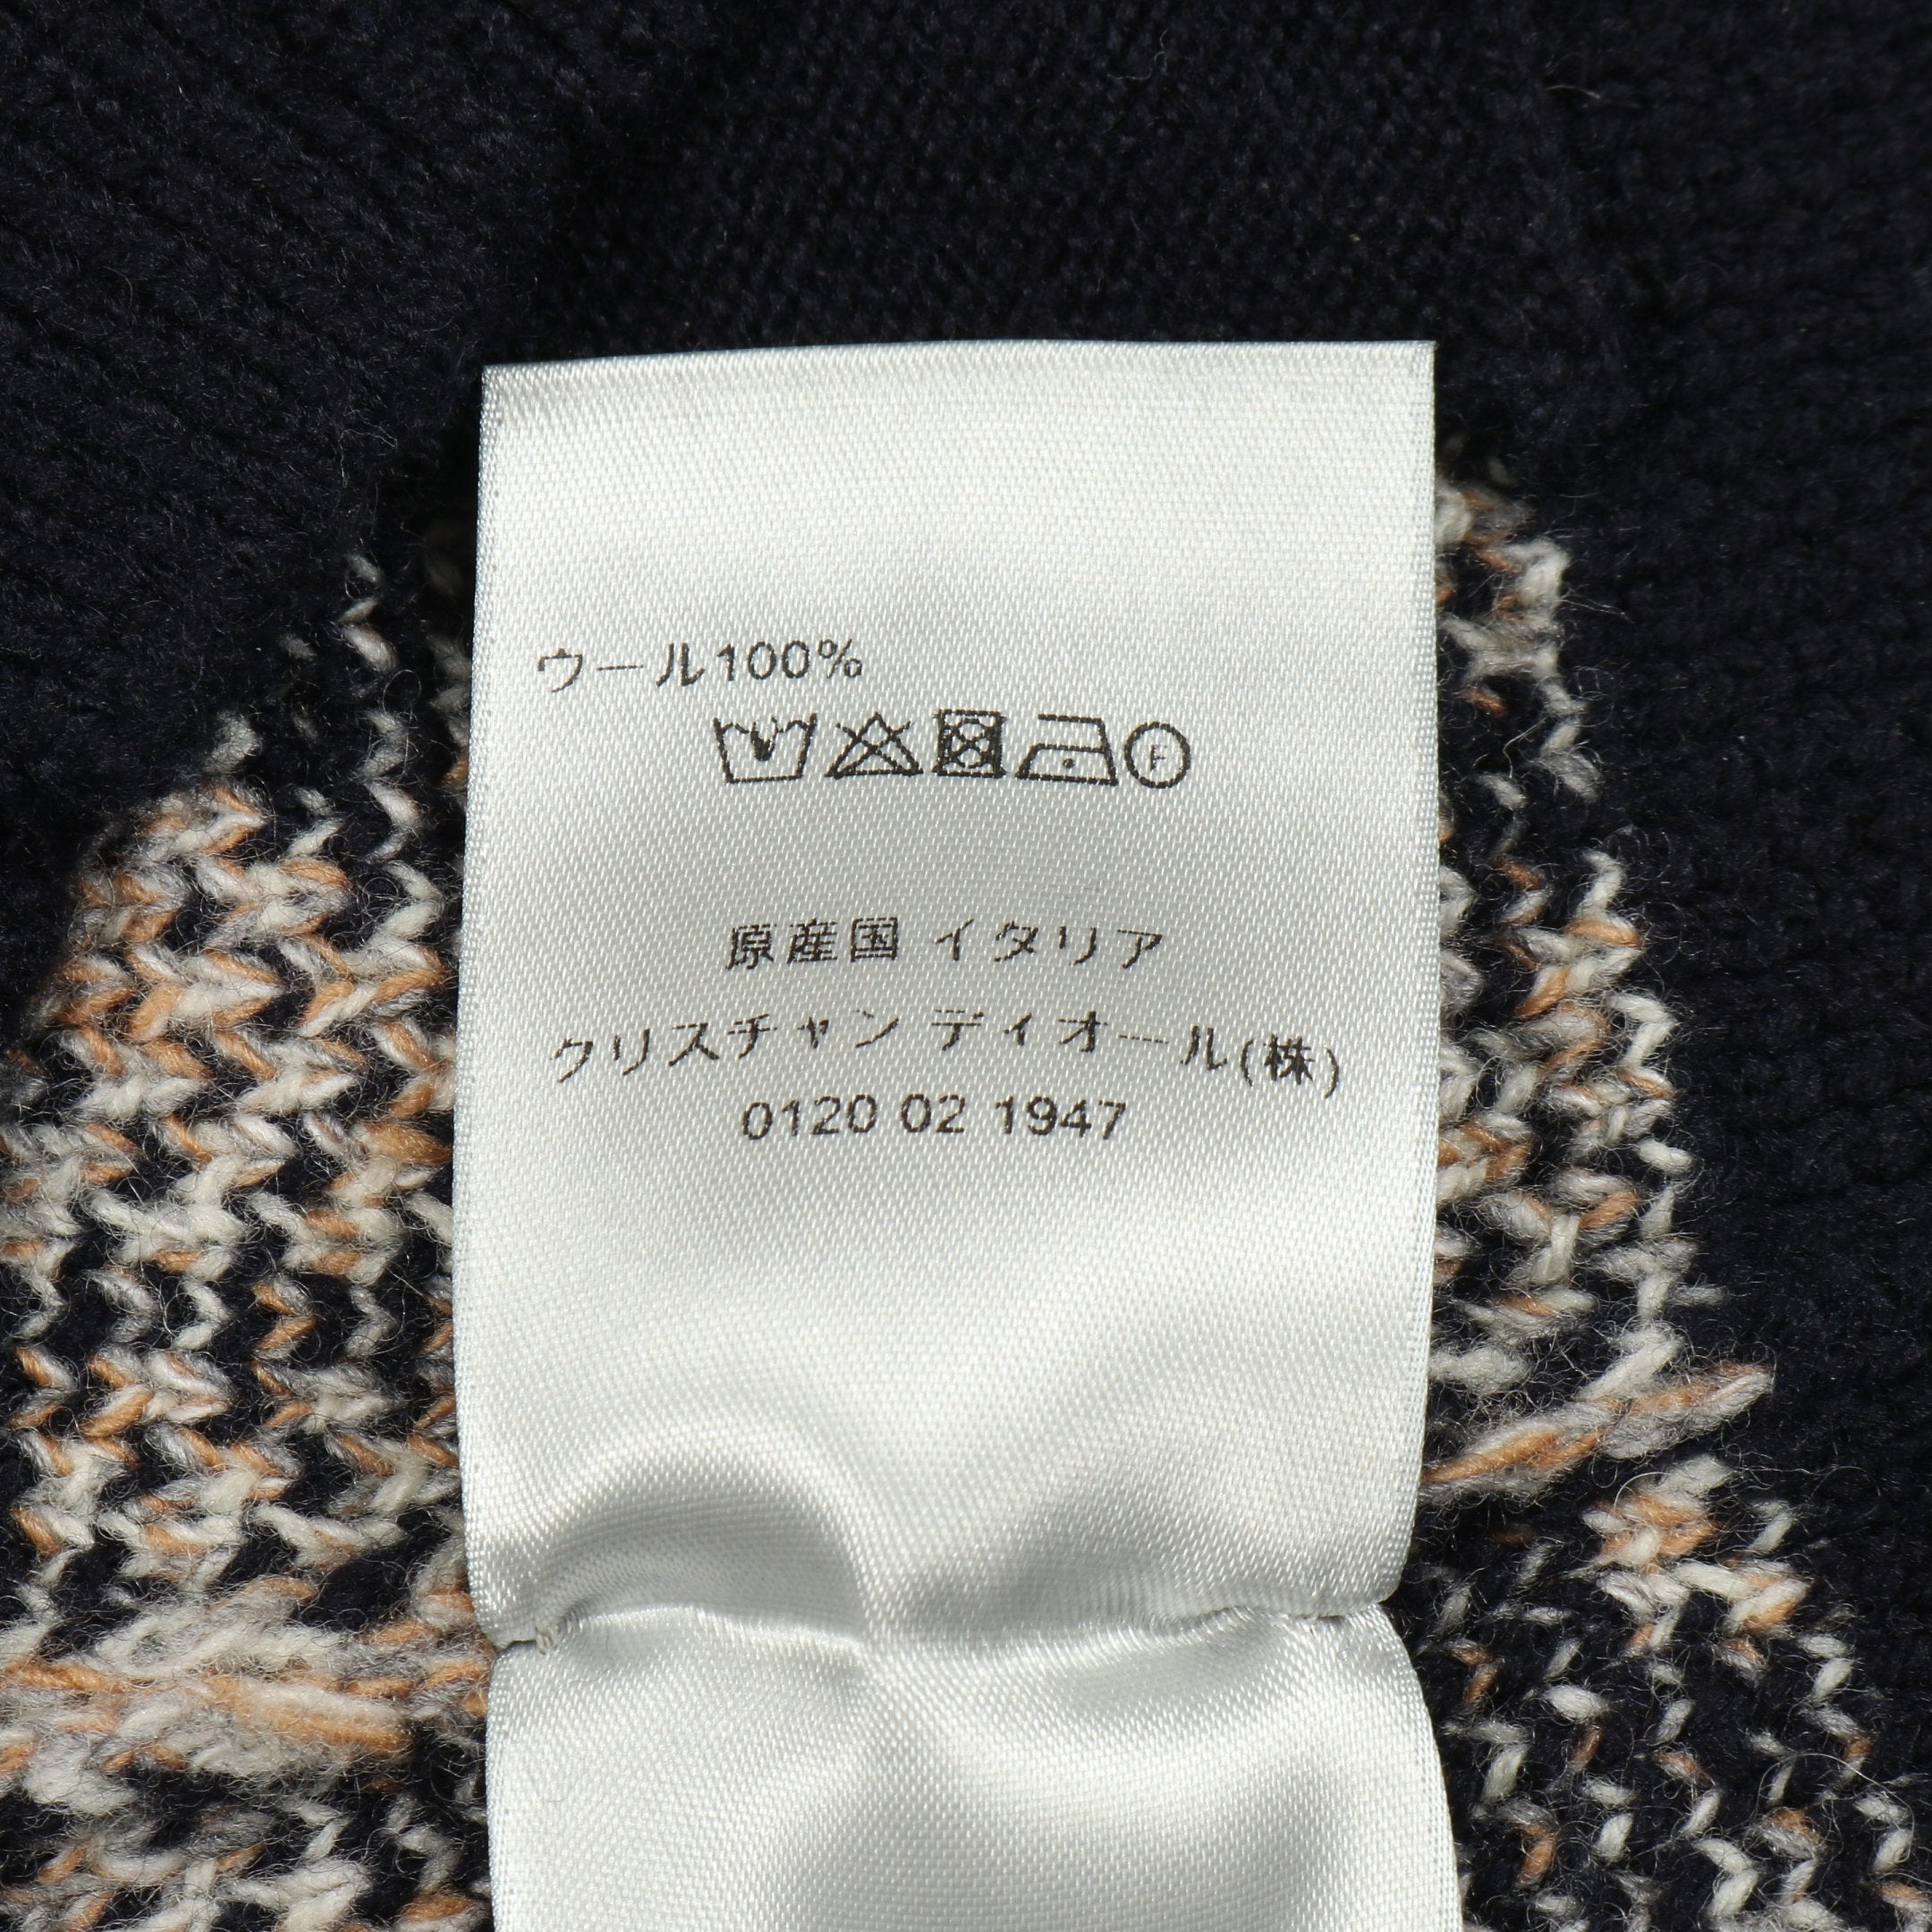 ウール100%
F
原産国 イタリア
クリスチャン ディオール(株)
0120 02 1947